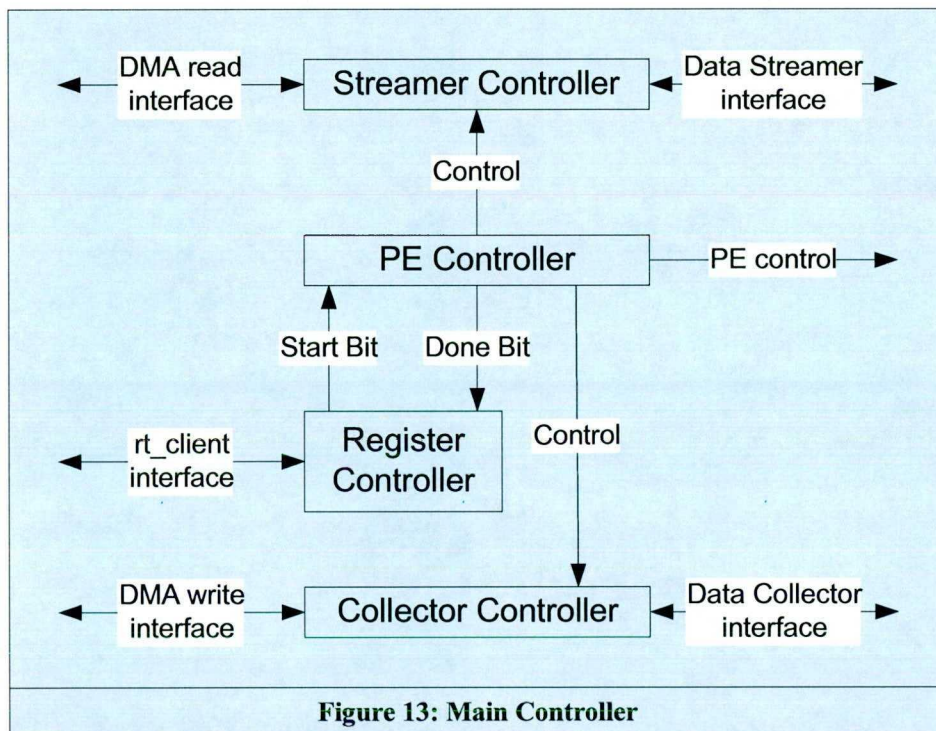 DMA read
interface
Streamer Controller
Data Streamer
interface
Control
PE Controller
PE control
Start Bit
Done Bit
rt_client
interface
Register
Controller
Control
DMA write
interface
Collector Controller
Data Collector
interface
Figure 13: Main Controller